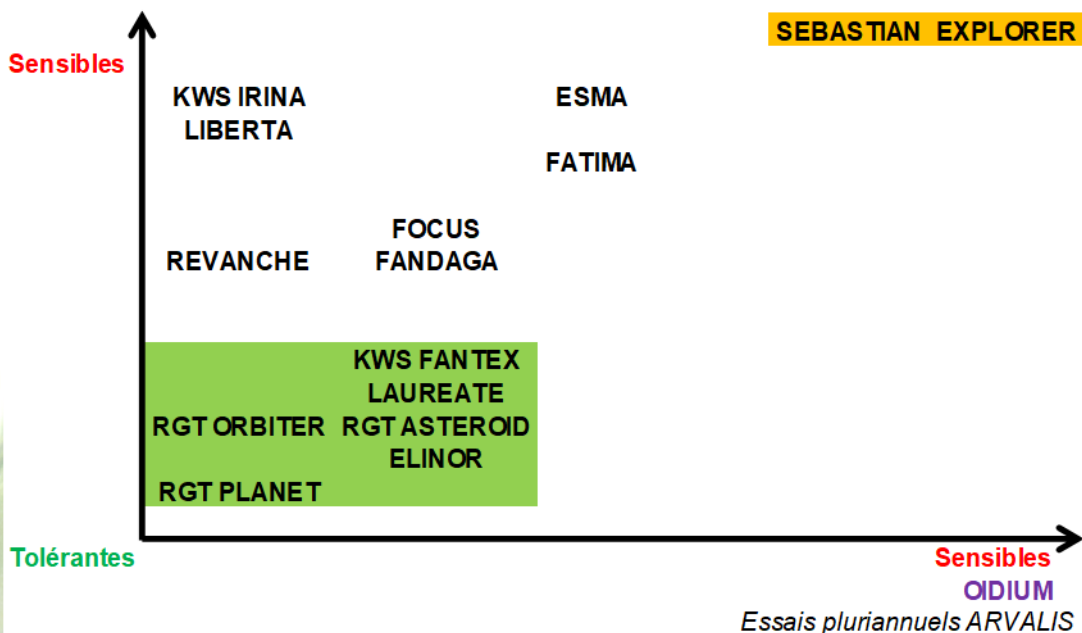 SEBASTIAN EXPLORER
Sensibles
KWS IRINA
LIBERTA
ESMA
FATIMA
FOCUS
REVANCHE FANDAGA
KWS FANTEX
LAUREATE
RGT ORBITER RGT ASTEROID
ELINOR
RGT PLANET
Tolérantes
Sensibles
OIDIUM
Essais pluriannuels ARVALIS